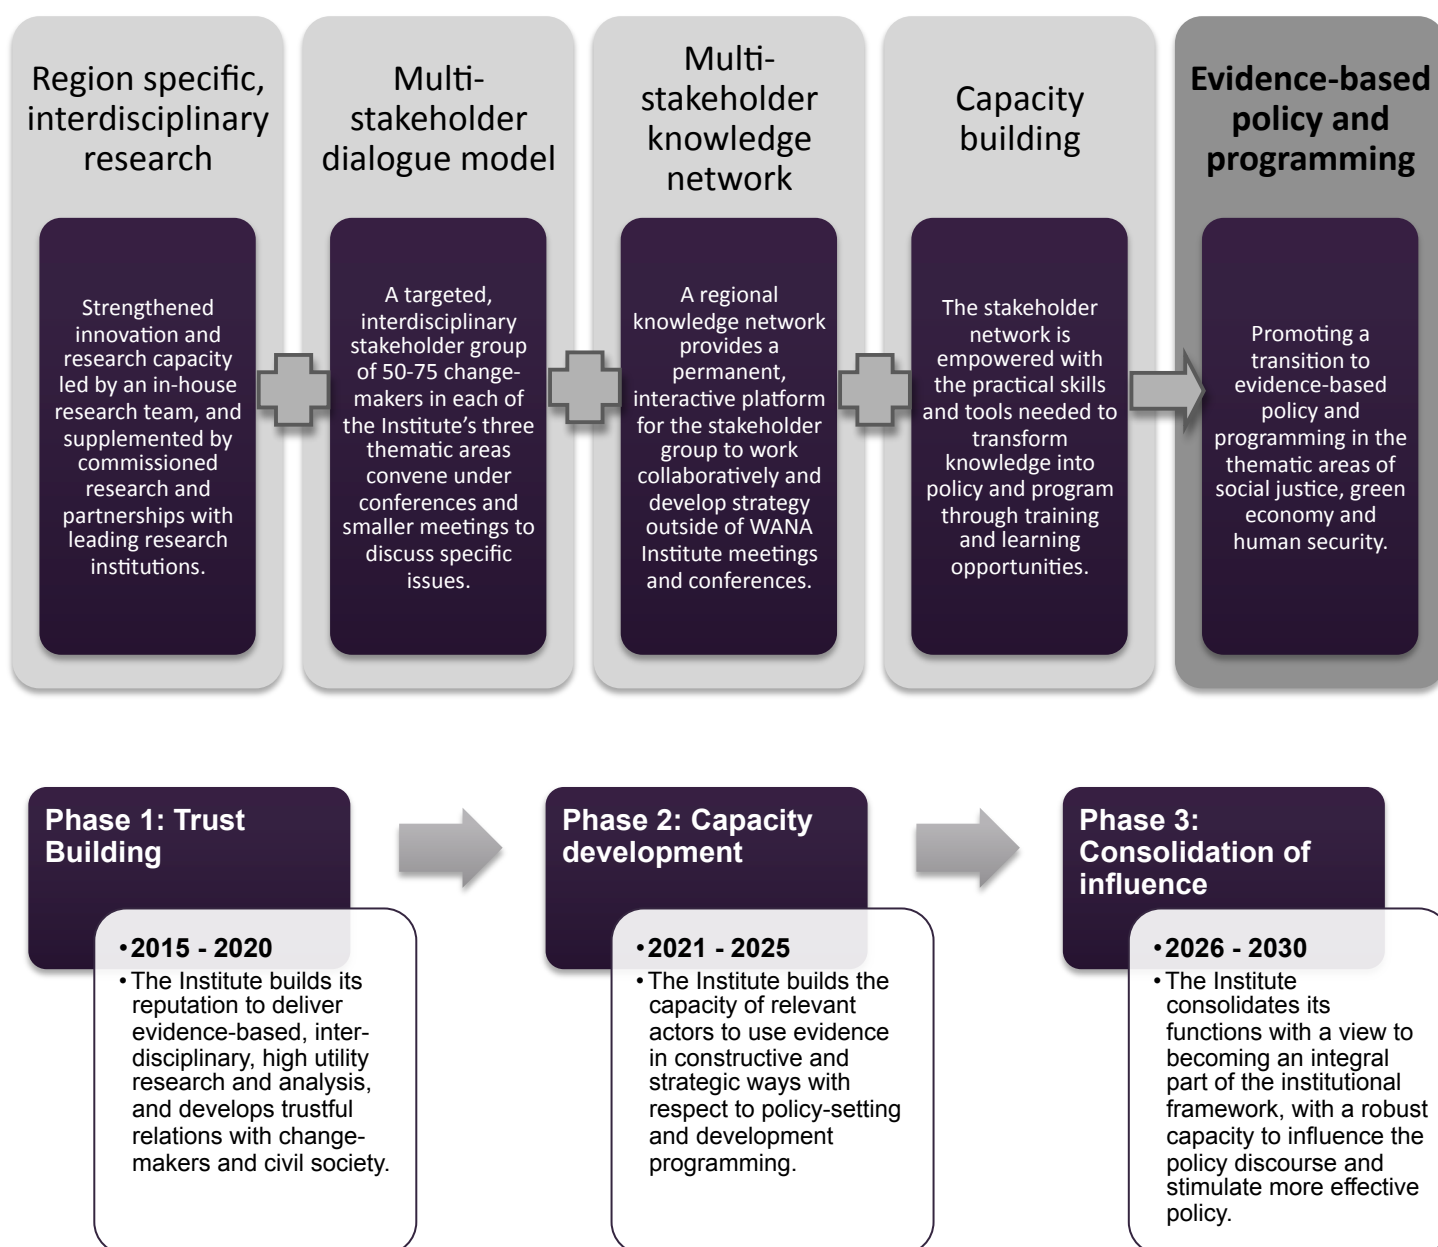 Region specific,
interdisciplinary
research
Strengthened
innovation and
research capacity
led by an in-house
research team, and
supplemented by
commissioned
research and
partnerships with
leading research
institutions.
Multi-
stakeholder
dialogue model
A targeted,
interdisciplinary
stakeholder group
of 50-75 change-
makers in each of
the Institute’s three
thematic areas
convene under
conferences and
smaller meetings to
discuss specific
issues.
Multi-
stakeholder
knowledge
network
A regional
knowledge network
provides a
permanent,
interactive platform
for the stakeholder
group to work
collaboratively and
develop strategy
outside of WANA
Institute meetings
and conferences.
Capacity
building
The stakeholder
network is
empowered with
the practical skills
and tools needed to
transform
knowledge into
policy and program
through training
and learning
opportunities.
Evidence-based
policy and
programming
Promoting a
transition to
evidence-based
policy and
programming in the
thematic areas of
social justice, green
economy and
human security.
Phase 1: Trust
Building
•2015 - 2020
•The Institute builds its
reputation to deliver
evidence-based, inter-
disciplinary, high utility
research and analysis,
and develops trustful
relations with change-
makers and civil society.
Phase 2: Capacity
development
•2021 - 2025
•The Institute builds the
capacity of relevant
actors to use evidence
in constructive and
strategic ways with
respect to policy-setting
and development
programming.
Phase 3:
Consolidation of
influence
•2026 - 2030
•The Institute
consolidates its
functions with a view to
becoming an integral
part of the institutional
framework, with a robust
capacity to influence the
policy discourse and
stimulate more effective
policy.